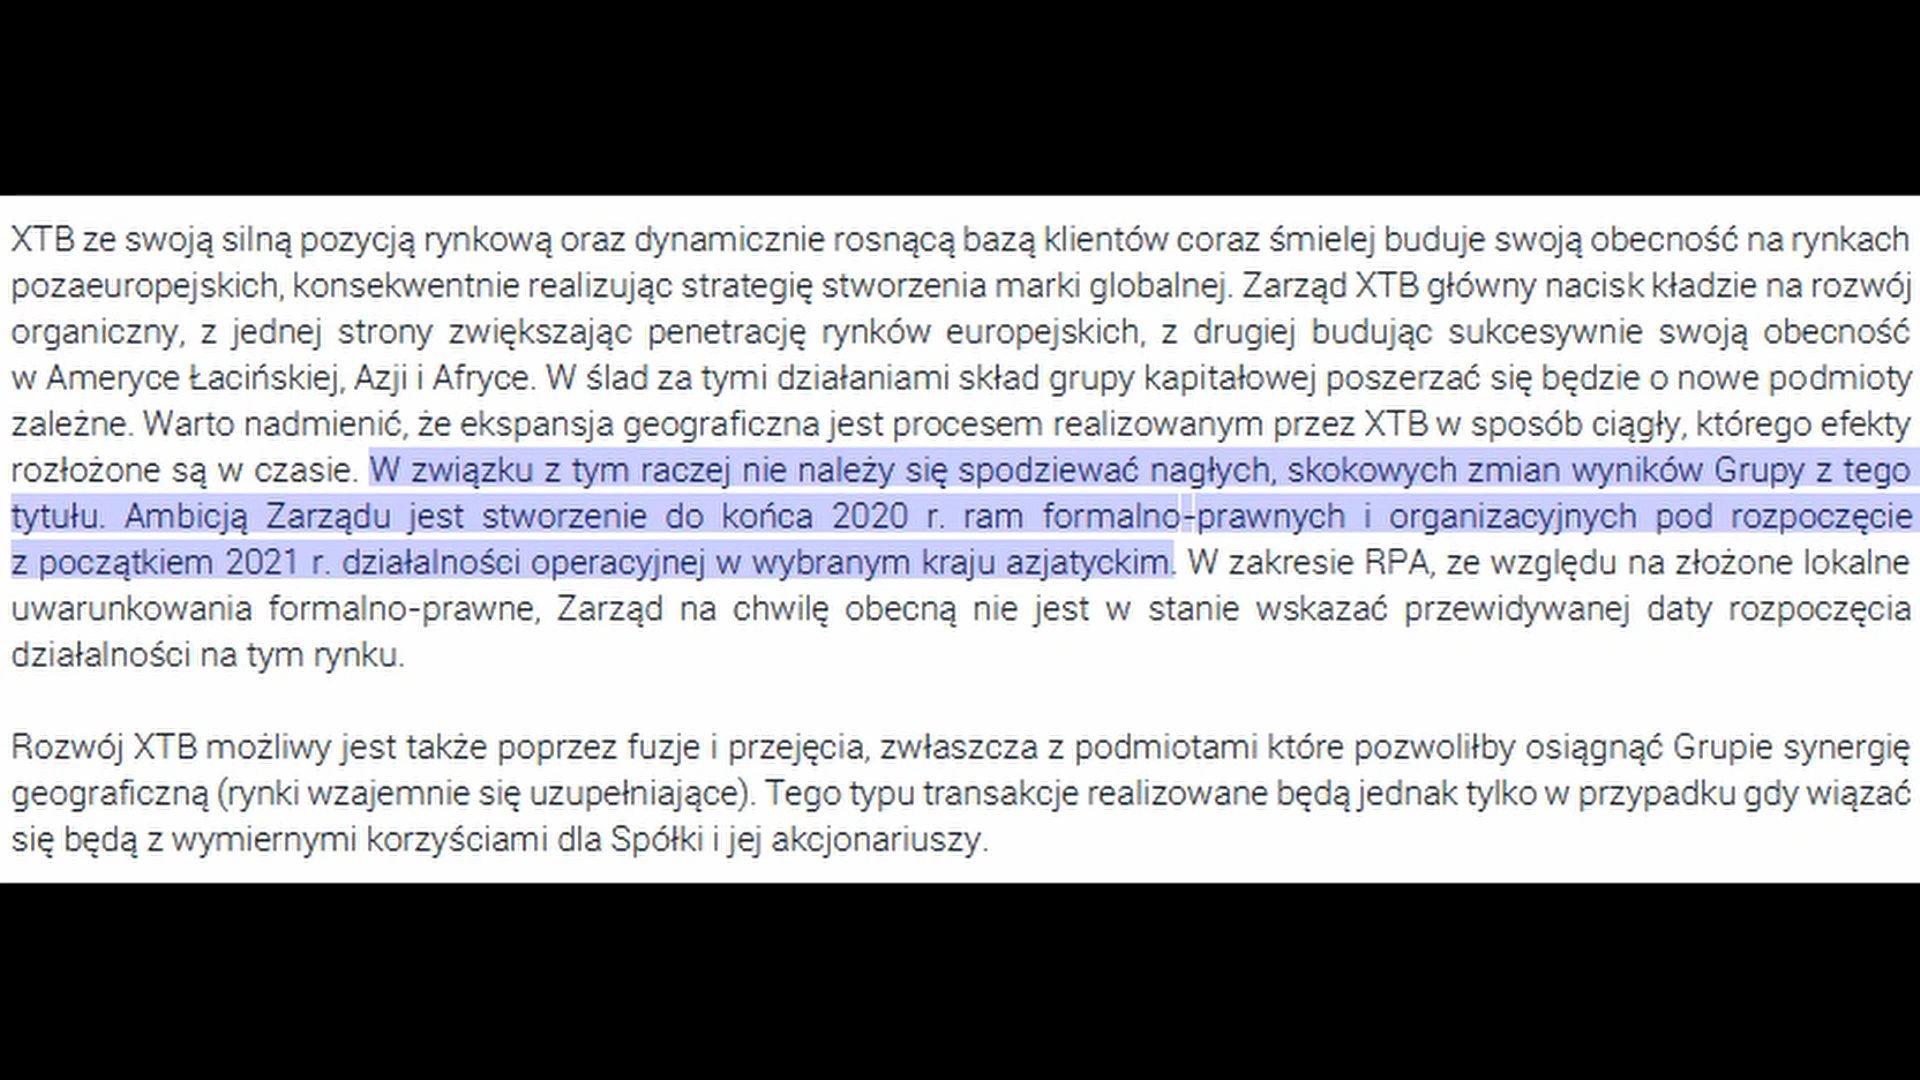 XTB ze swoją silną pozycją rynkową oraz dynamicznie rosnącą bazą klientów coraz śmielej buduje swoją obecność na rynkach
pozaeuropejskich, konsekwentnie realizując strategię stworzenia marki globalnej. Zarząd XTB główny nacisk kładzie na rozwój
organiczny, z jednej strony zwiększając penetrację rynków europejskich, z drugiej budując sukcesywnie swoją obecność
w Ameryce Łacińskiej, Azji i Afryce. W ślad za tymi działaniami skład grupy kapitałowej poszerzać się będzie o nowe podmioty
zależne. Warto nadmienić, że ekspansja geograficzna jest procesem realizowanym przez XTB w sposób ciągły, którego efekty
rozłożone są w czasie. W związku z tym raczej nie należy się spodziewać nagłych, skokowych zmian wyników Grupy z tego
tytułu. Ambicją Zarządu jest stworzenie do końca 2020 r. ram formalno-prawnych i organizacyjnych pod rozpoczęcie
z początkiem 2021 r. działalności operacyjnej w wybranym kraju azjatyckim. W zakresie RPA, ze względu na złożone lokalne
uwarunkowania formalno-prawne, Zarząd na chwilę obecną nie jest w stanie wskazać przewidywanej daty rozpoczęcia
działalności na tym rynku.
Rozwój XTB możliwy jest także poprzez fuzje i przejęcia, zwłaszcza z podmiotami które pozwoliłby osiągnąć Grupie synergię
geograficzną (rynki wzajemnie się uzupełniające). Tego typu transakcje realizowane będą jednak tylko w przypadku gdy wiązać
się będą z wymiernymi korzyściami dla Spółki i jej akcjonariuszy.